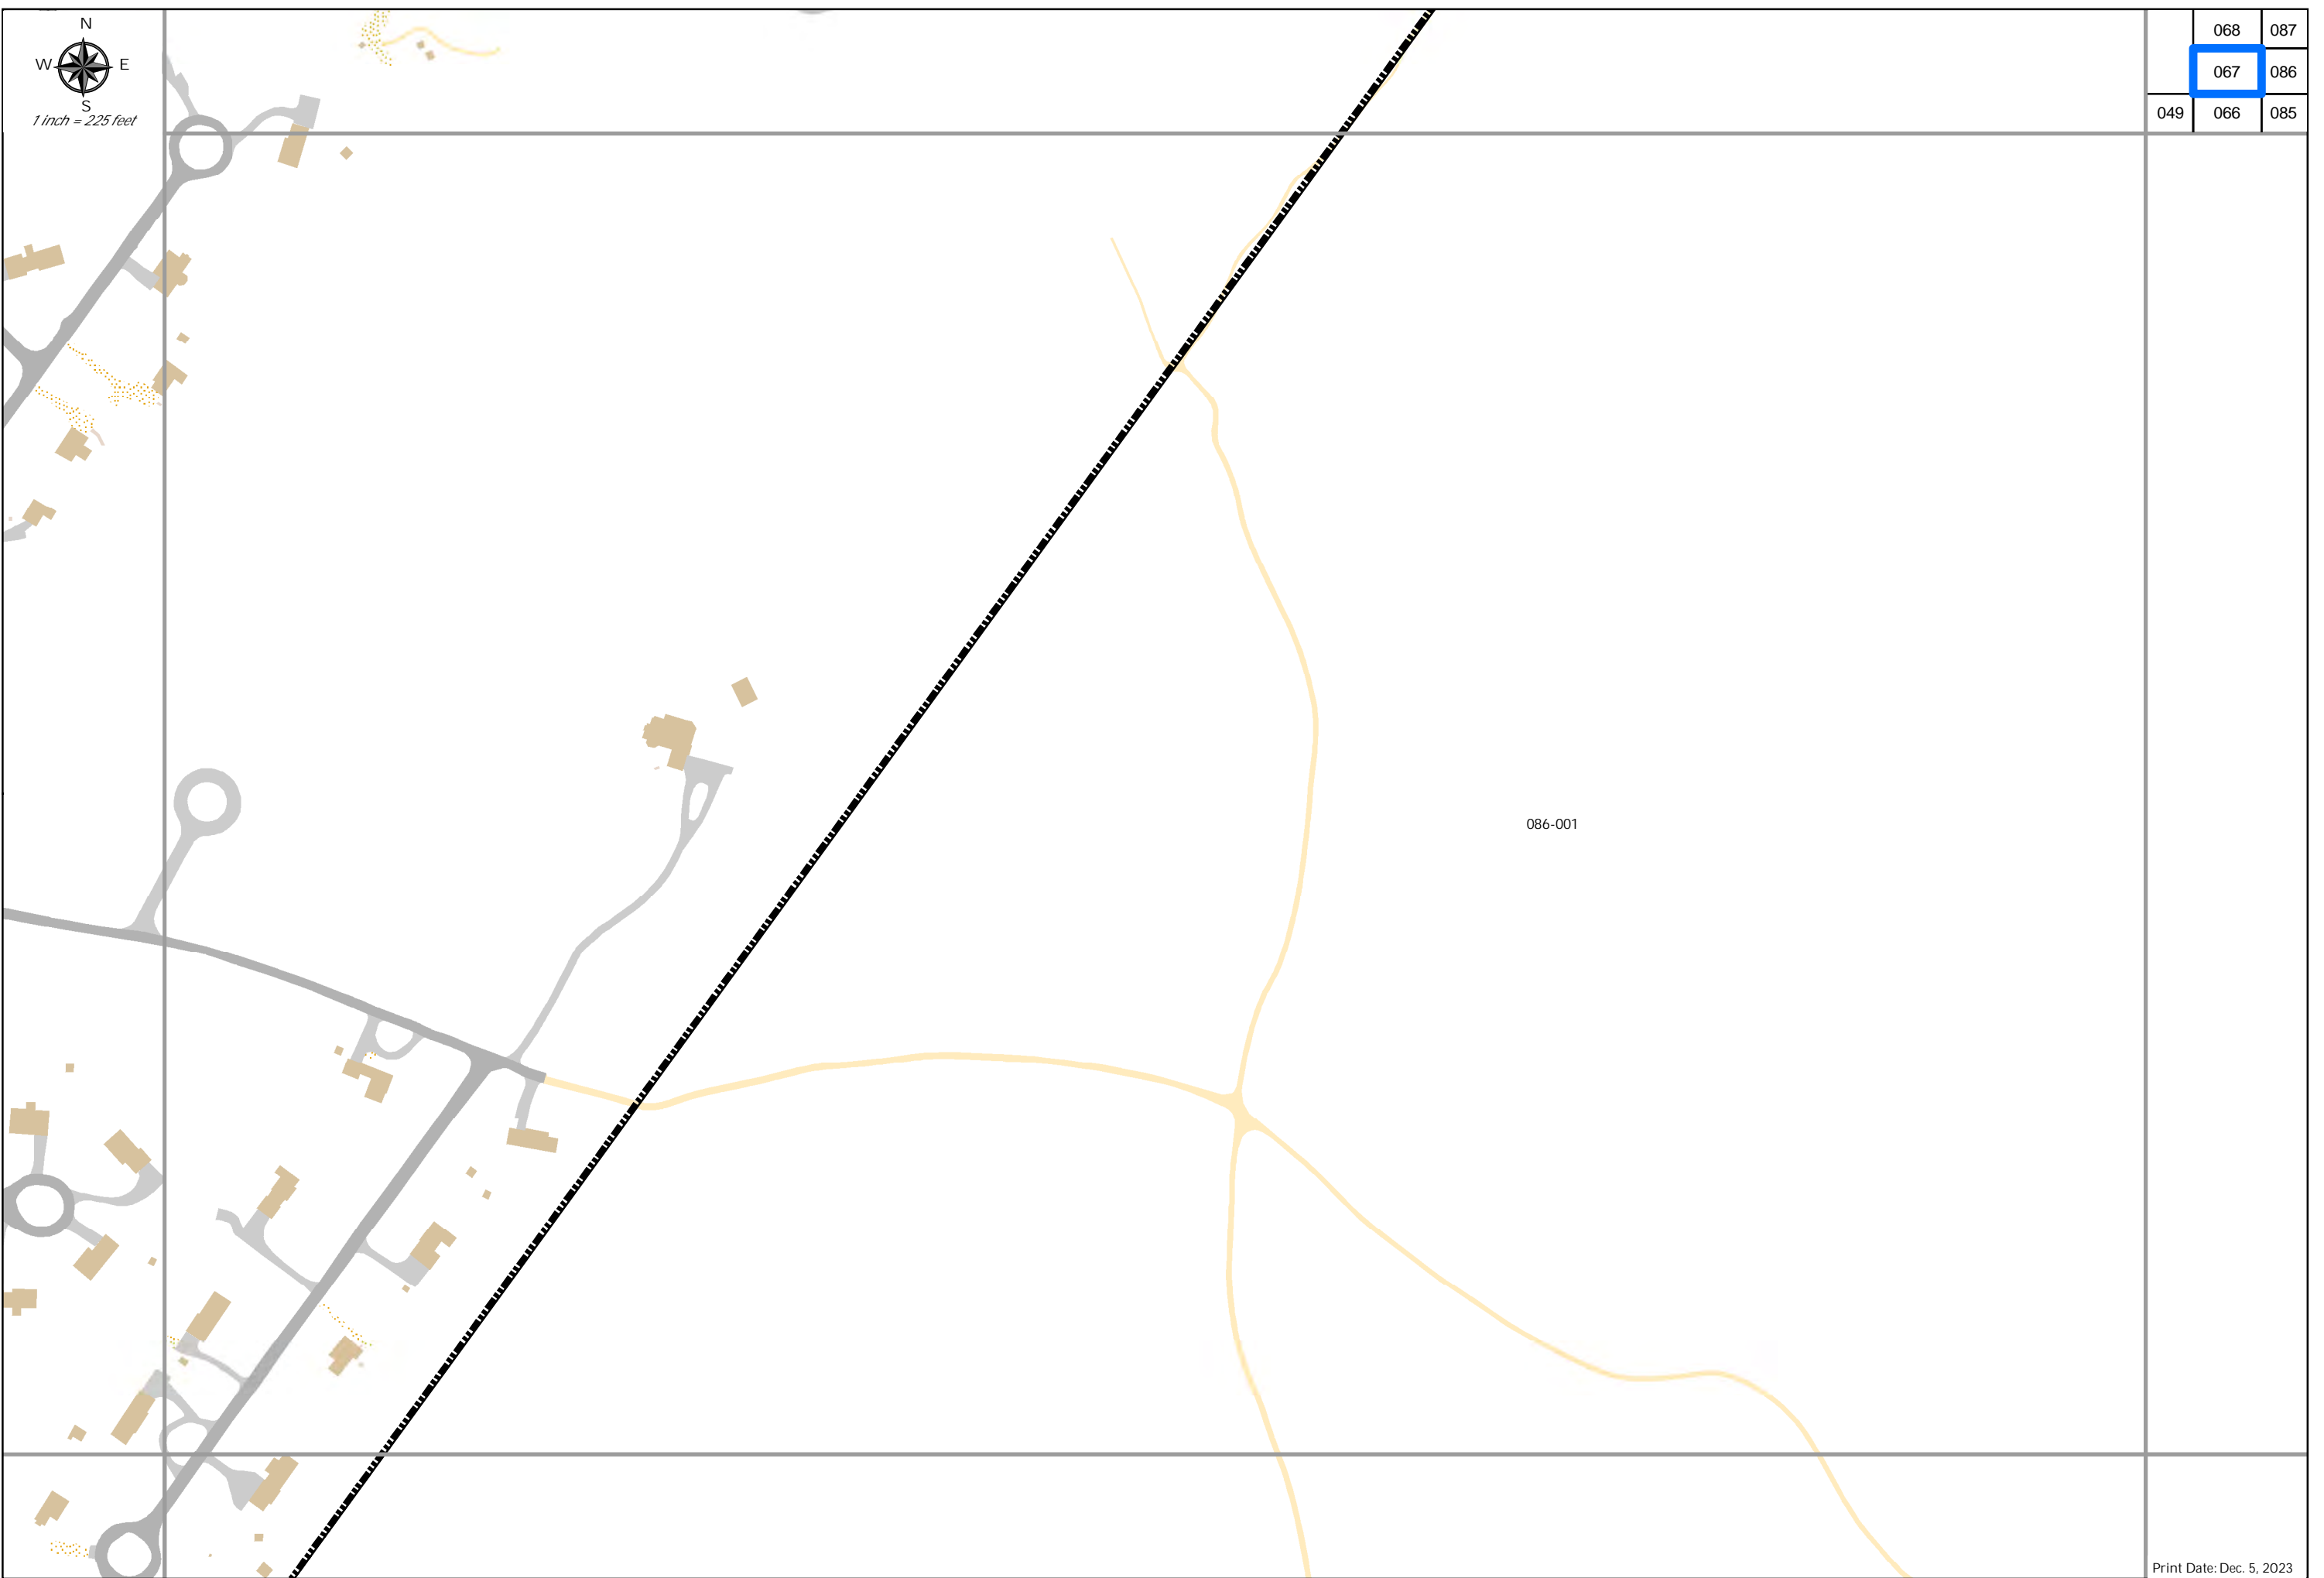 N
W E
S
1 inch = 225 feet
068 087
067 086
049 066 085
086-001
Print Date: Dec. 5, 2023